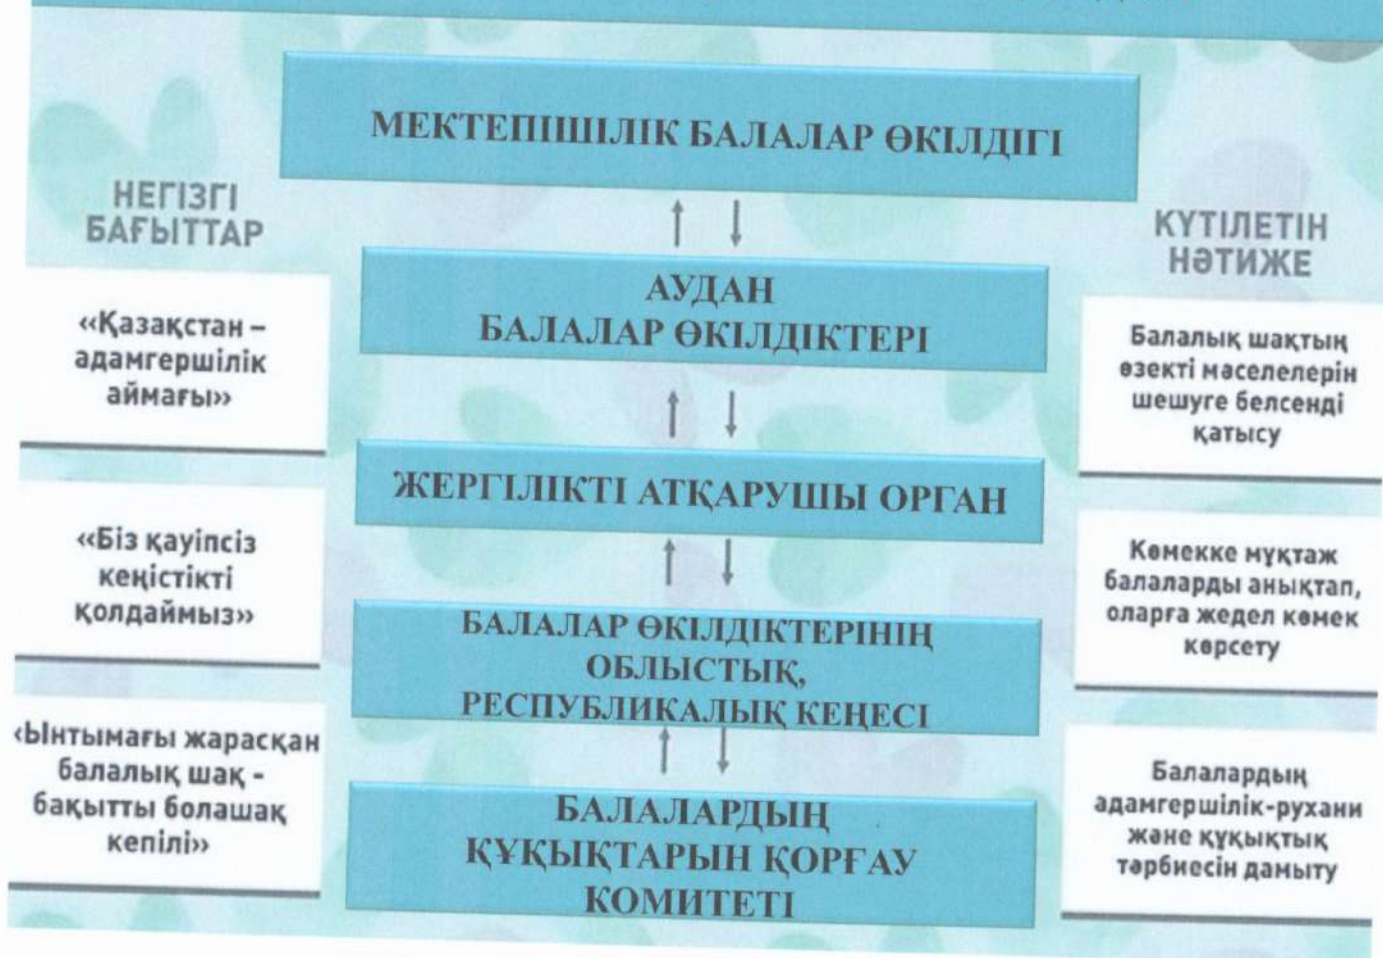 МЕКТЕПІШІЛІК БАЛАЛАР ӨКІЛДІГІ
НЕГІЗГІ
БАҒЫТТАР
«Қазақстан –
адамгершілік
аймағы»
«Біз қауіпсіз
кеңістікті
қолдаймыз»
‹Ынтымағы жарасқан
балалық шақ -
бақытты болашақ
кепілі»
АУДАН
БАЛАЛАР ӨКІЛДІКТЕРІ
ЖЕРГІЛІКТІ АТҚАРУШЫ ОРГАН
БАЛАЛАР ӨКІЛДІКТЕРІНІҢ
ОБЛЫСТЫҚ,
РЕСПУБЛИКАЛЫҚ КЕҢЕСІ
БАЛАЛАРДЫҢ
ҚҰҚЫҚТАРЫН ҚОРҒАУ
КОМИТЕТІ
КҮТІЛЕТІН
НӘТИЖЕ
Балалық шақтың
өзекті мәселелерін
шешуге белсенді
қатысу
Көмекке мұқтаж
балаларды анықтап,
оларға жедел көмек
көрсету
Балалардың
адамгершілік-рухани
және құқықтық
тәрбиесін дамыту